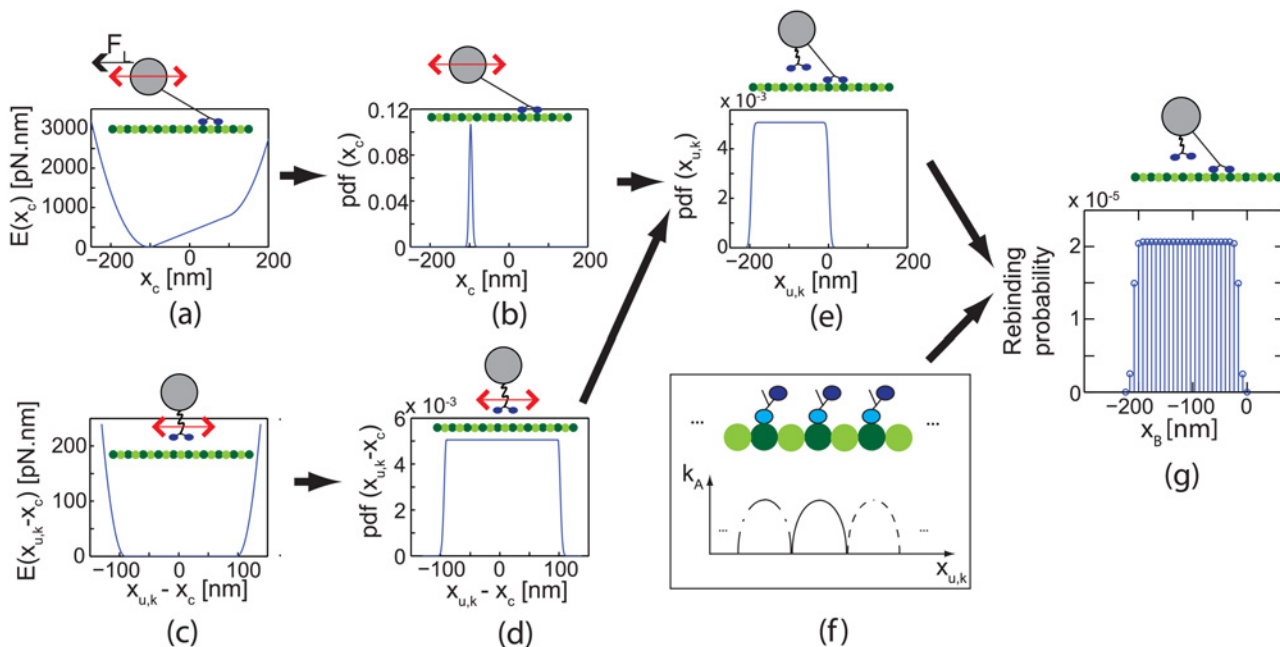 F_L
E(x_c) [pN.nm]
3000
2000
1000
0
−200
0
200
x_c [nm]
(a)
pdf (x_c)
0.12
0.08
0.04
0
−200
0
200
x_c [nm]
(b)
x 10^-3
pdf (x_u,k)
4
2
0
−200
0
200
x_u,k [nm]
(e)
E(x_u,k-x_c) [pN.nm]
200
100
0
−100
0
100
x_u,k - x_c [nm]
(c)
x 10^-3
pdf (x_u,k-x_c)
6
4
2
0
−100
0
100
x_u,k - x_c [nm]
(d)
...
...
k_A
...
...
x_u,k
(f)
x 10^-5
Rebinding
probability
2
1.5
1
0.5
0
−200
−100
0
x_B [nm]
(g)